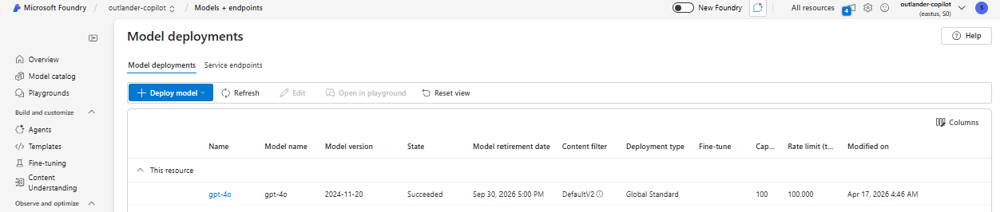 Microsoft Foundry / outlander-copilot / Models + endpoints New Foundry All resources 4 outlander-copilot (eastus, S0) S
Model deployments
Help
Model deployments Service endpoints
Deploy model Refresh Edit Open in playground Reset view
Columns
Name Model name Model version State Model retirement date Content filter Deployment type Fine-tune Cap... Rate limit (t... Modified on
This resource
gpt-4o gpt-4o 2024-11-20 Succeeded Sep 30, 2026 5:00 PM DefaultV2 Global Standard 100 100,000 Apr 17, 2026 4:46 AM
Overview
Model catalog
Playgrounds
Build and customize
Agents
Templates
Fine-tuning
Content
Understanding
Observe and optimize